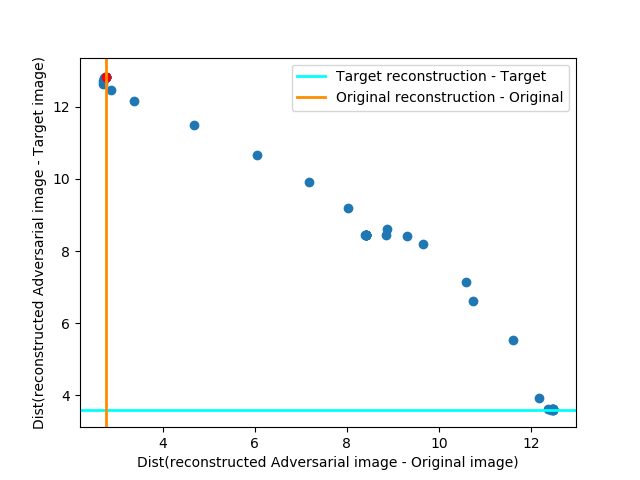 Target reconstruction - Target
Original reconstruction - Original
Dist(reconstructed Adversarial image - Target image)
12
10
8
6
4
4
6
8
10
12
Dist(reconstructed Adversarial image - Original image)